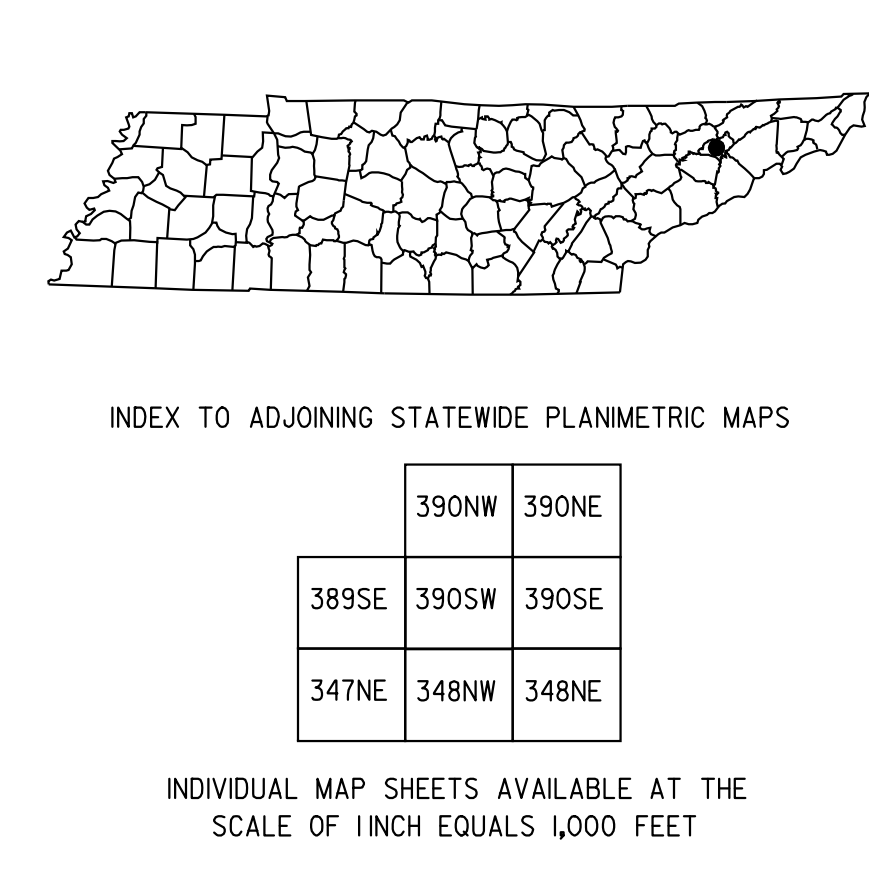 INDEX TO ADJOINING STATEWIDE PLANIMETRIC MAPS
390NW 390NE
389SE 390SW 390SE
347NE 348NW 348NE
INDIVIDUAL MAP SHEETS AVAILABLE AT THE
SCALE OF 1 INCH EQUALS 1,000 FEET